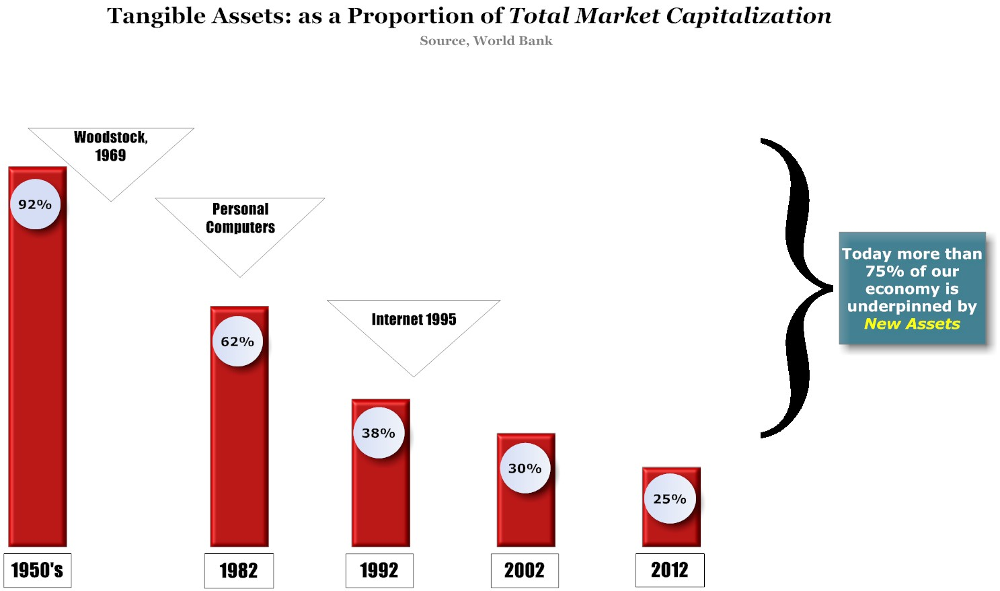 Tangible Assets: as a Proportion of Total Market Capitalization
Source, World Bank
Woodstock,
1969
92%
Personal
Computers
62%
Internet 1995
38%
30%
25%
Today more than
75% of our
economy is
underpinned by
New Assets
1950's
1982
1992
2002
2012